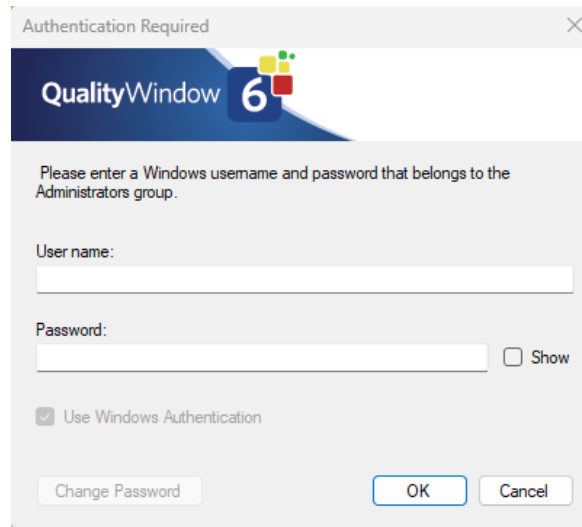 Authentication Required
QualityWindow 6
Please enter a Windows username and password that belongs to the
Administrators group.
User name:
Password:
Show
Use Windows Authentication
Change Password
OK
Cancel